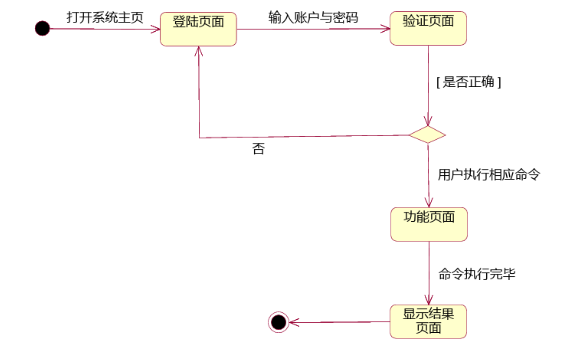 打开系统主页
登陆页面
输入账户与密码
验证页面
[ 是否正确 ]
否
用户执行相应命令
功能页面
命令执行完毕
显示结果
页面